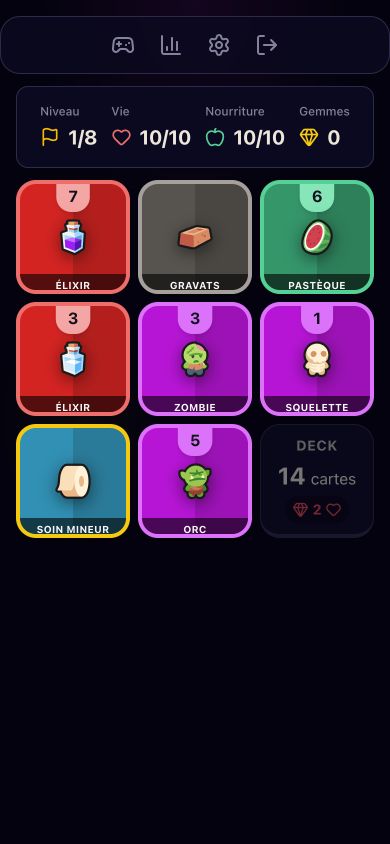 Niveau Vie Nourriture Gemmes
1/8 10/10 10/10 0
7 6
ÉLIXIR GRAVATS PASTÈQUE
3 3 1
ÉLIXIR ZOMBIE SQUELETTE
5 DECK
14 cartes
2
SOIN MINEUR ORC